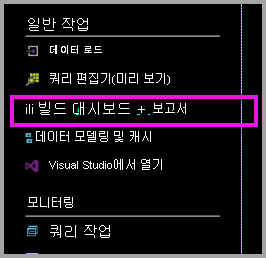 일반 작업
데이터 로드
쿼리 편집기(미리 보기)
ili 빌드 대시보드 + 보고서
데이터 모델링 및 캐시
Visual Studio에서 열기
모니터링
쿼리 작업